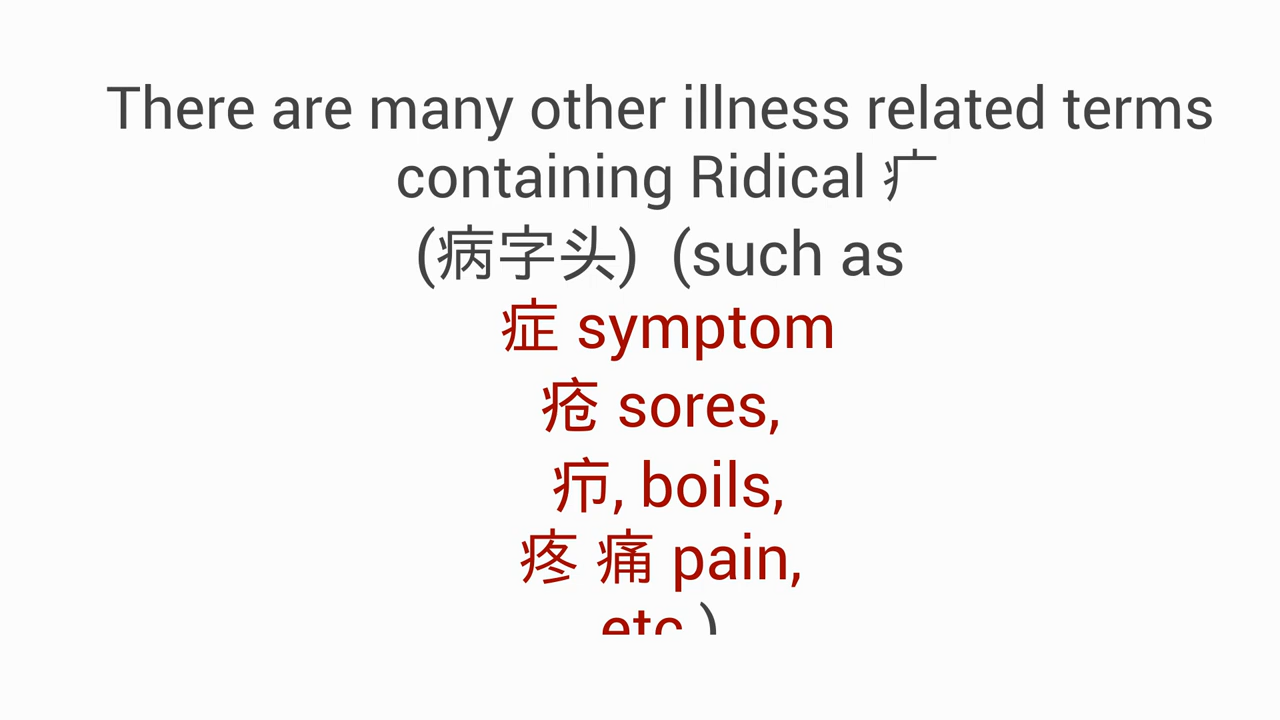 There are many other illness related terms
containing Ridical 疒
(病字头) (such as
症 symptom
疮 sores,
疖, boils,
疼 痛 pain,
etc.)